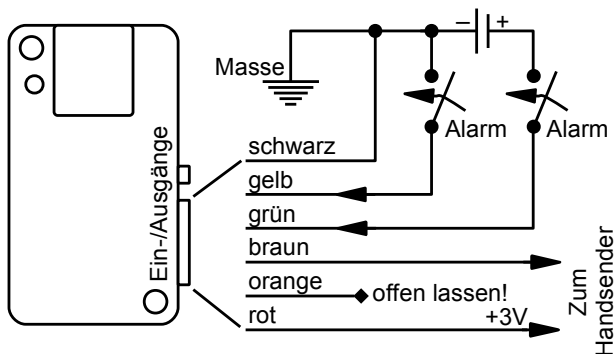 – +
Masse
Alarm
Alarm
schwarz
gelb
grün
braun
orange
offen lassen!
rot
+3V
Ein-/Ausgänge
Zum
Handsender